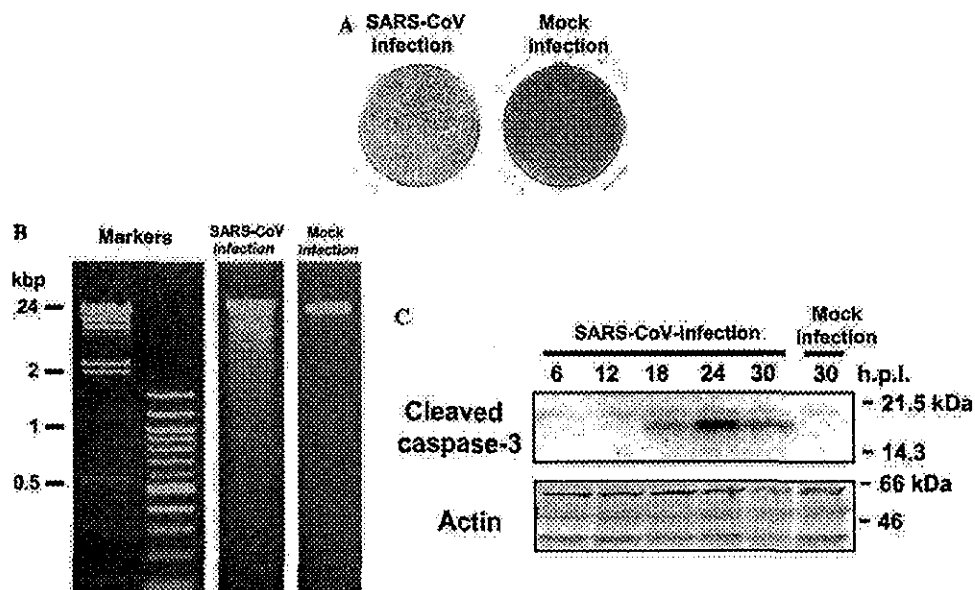 A SARS-CoV infection
Mock infection
B
Markers
SARS-CoV infection
Mock infection
kbp
24
2
1
0.5
C
SARS-CoV-infection
Mock infection
6 12 18 24 30 30 h.p.i.
Cleaved caspase-3
21.5 kDa
14.3
Actin
66 kDa
46